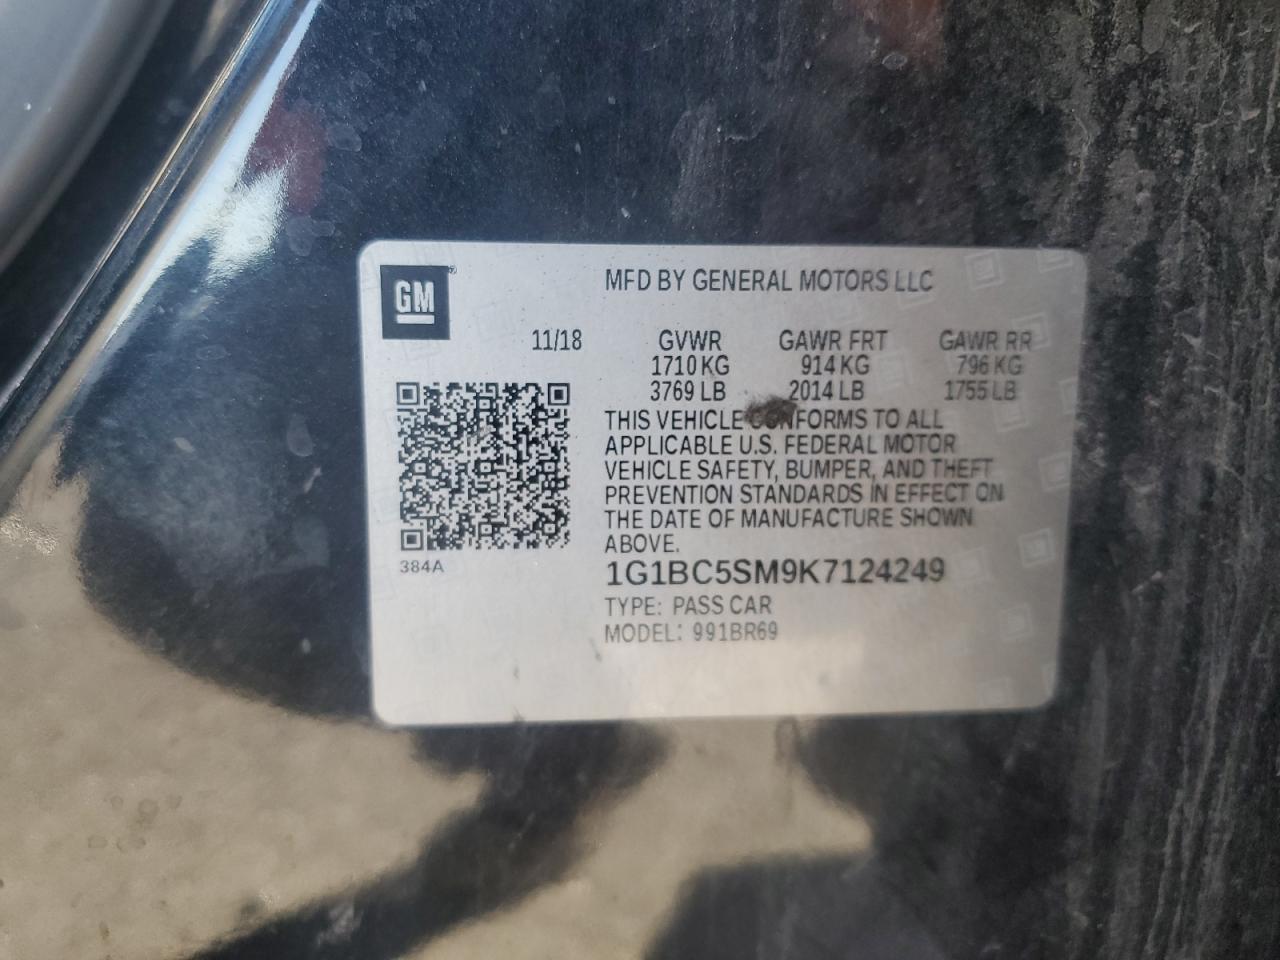 GM
MFD BY GENERAL MOTORS LLC
11/18 GVWR GAWR FRT GAWR RR
1710 KG 914 KG 796 KG
3769 LB 2014 LB 1755 LB
THIS VEHICLE CONFORMS TO ALL
APPLICABLE U.S. FEDERAL MOTOR
VEHICLE SAFETY, BUMPER, AND THEFT
PREVENTION STANDARDS IN EFFECT ON
THE DATE OF MANUFACTURE SHOWN
ABOVE.
384A
1G1BC5SM9K7124249
TYPE: PASS CAR
MODEL: 991BR69